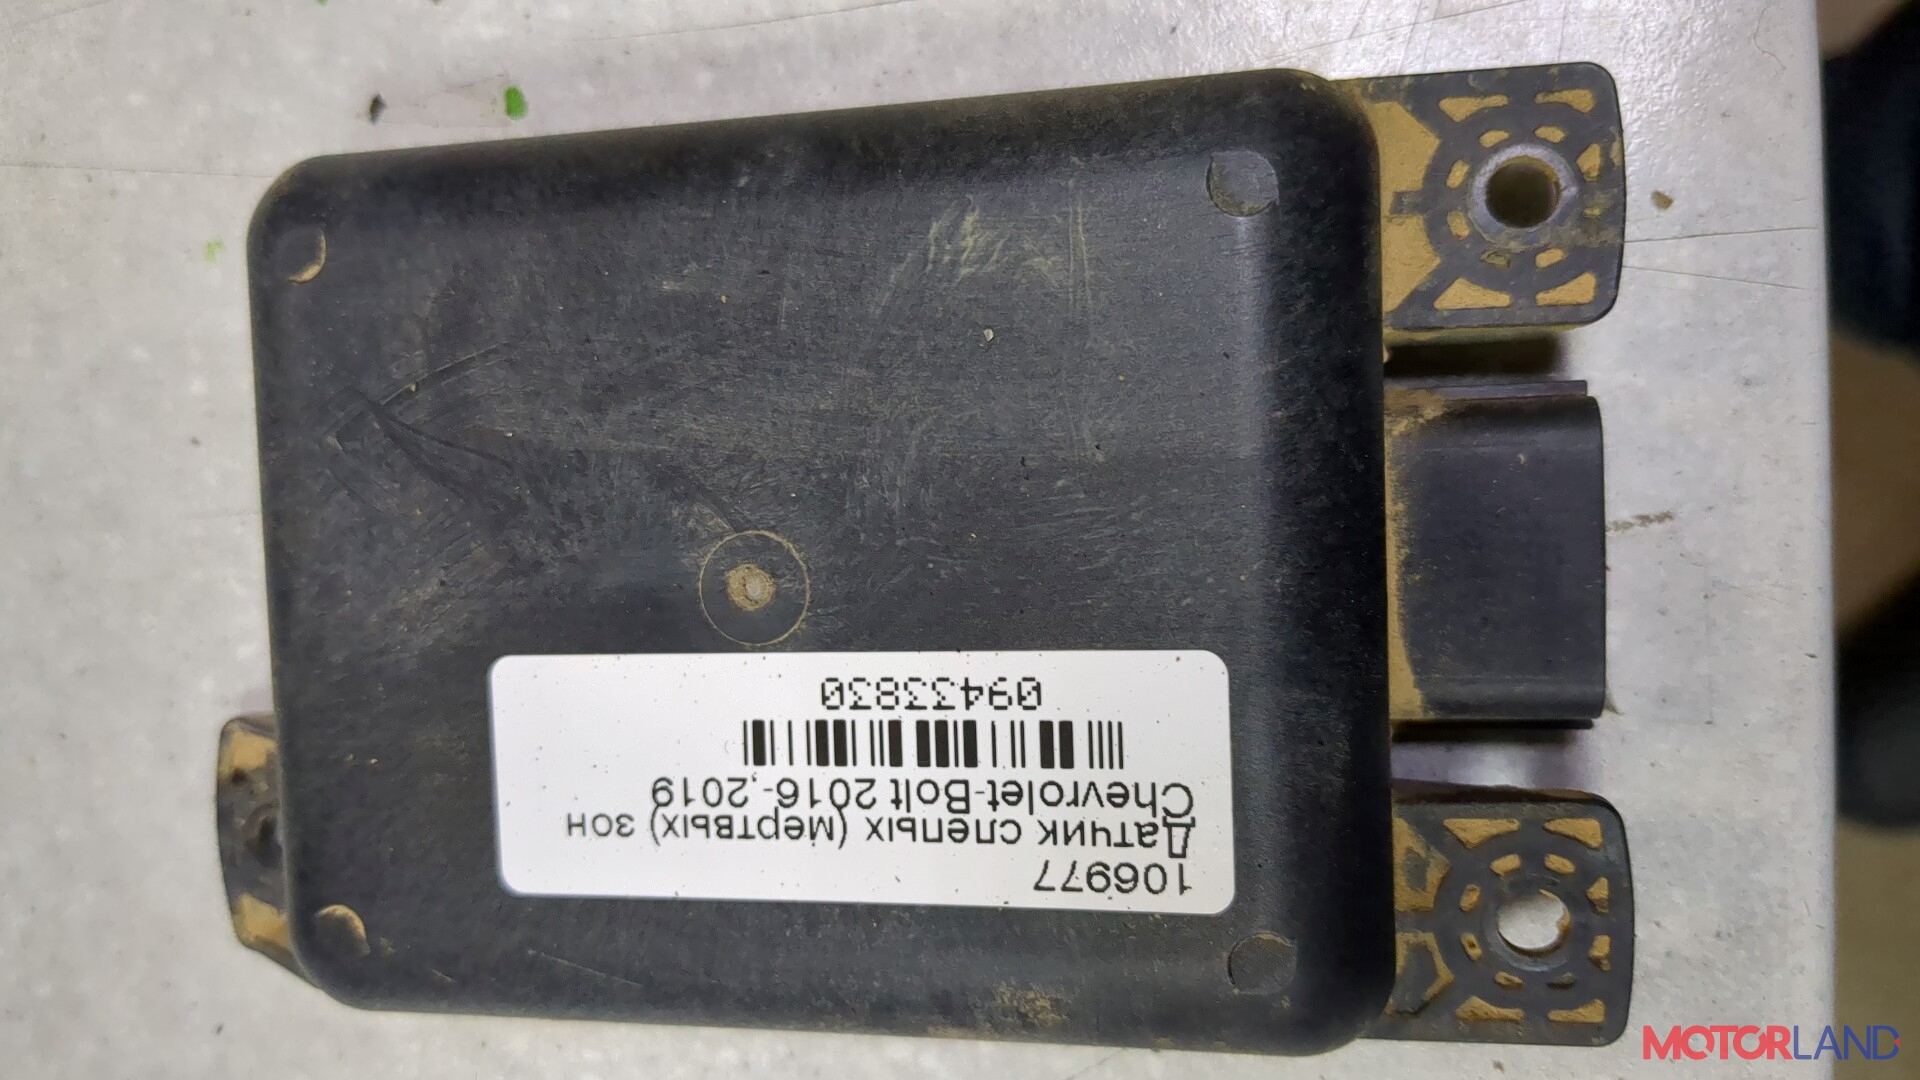 106977
Датчик слепых (мертвых) зон
Chevrolet-Bolt 2016-.2019
09433830
MOTORLAND